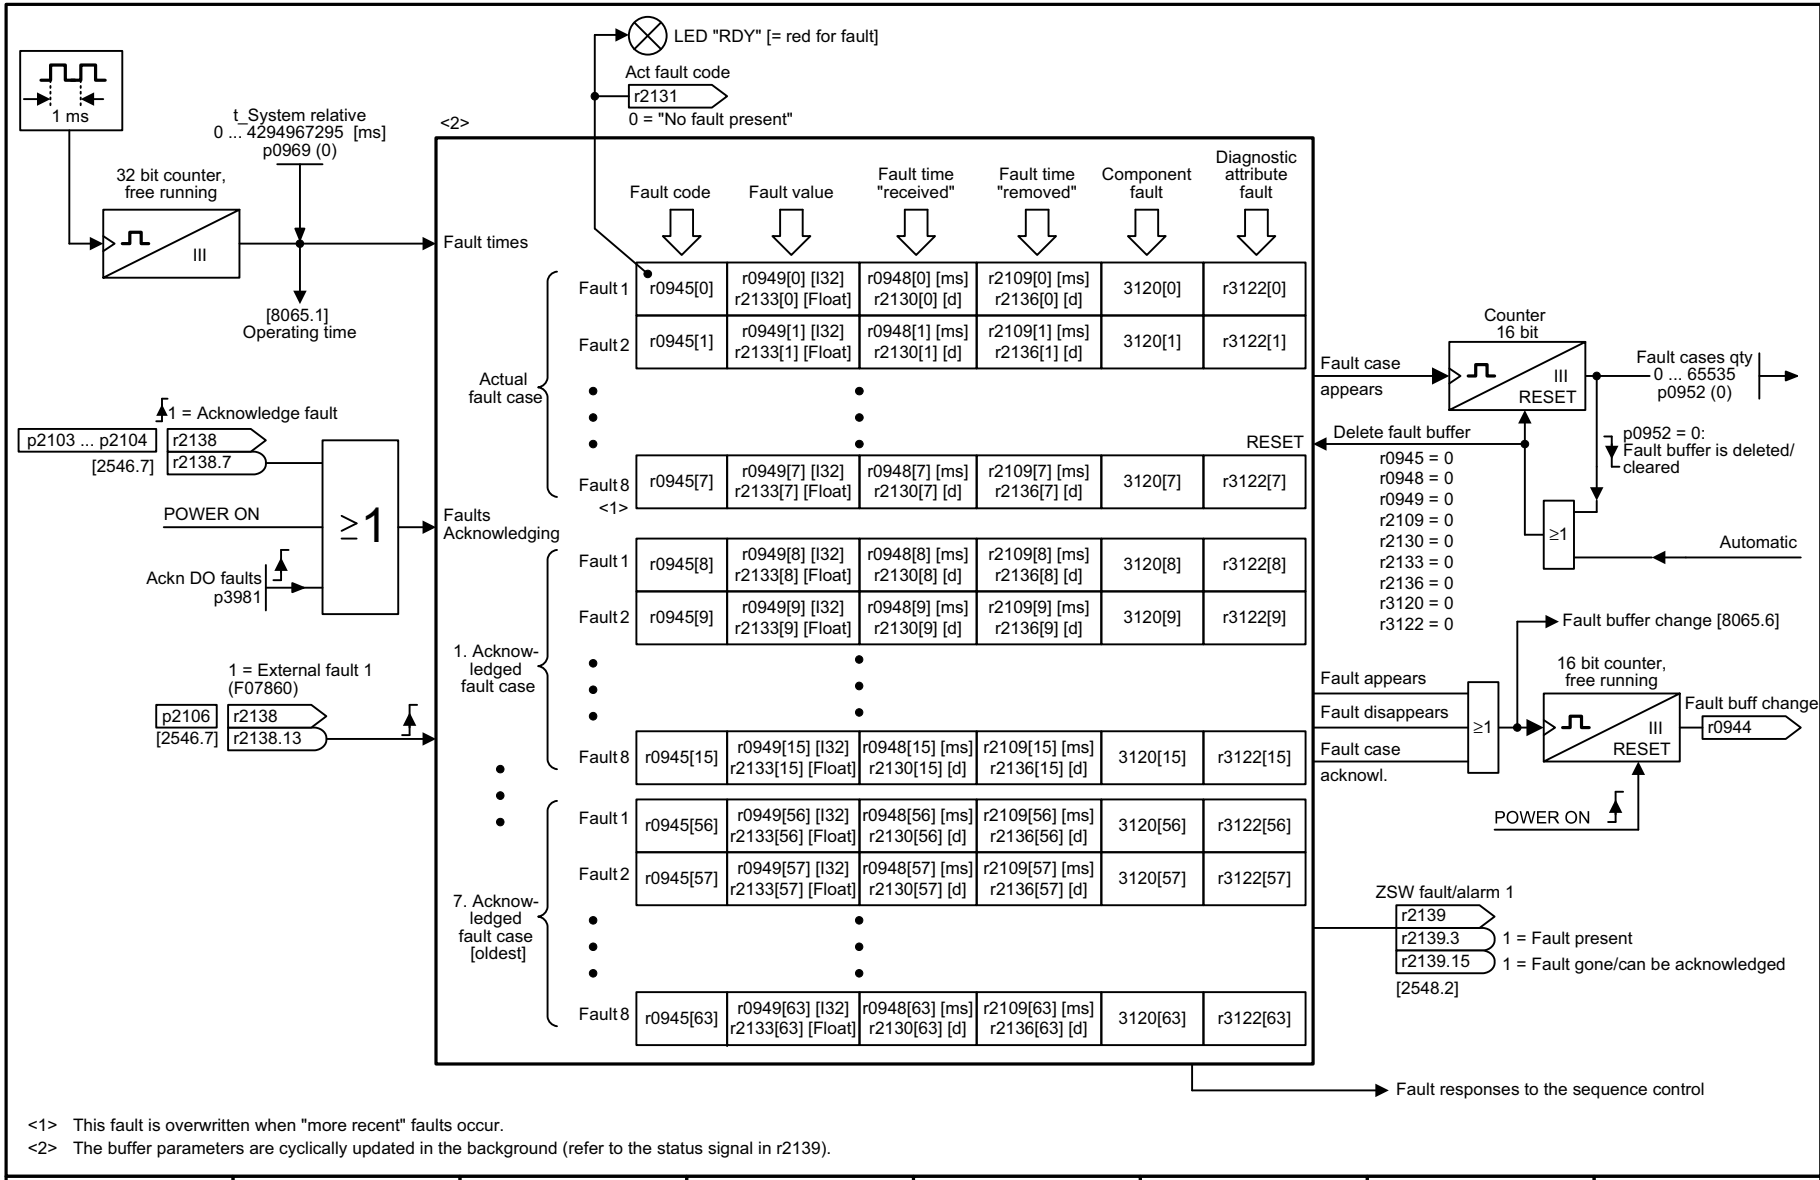 LED "RDY" [= red for fault]
Act fault code
r2131
0 = "No fault present"
1 ms
t_System relative
0 ... 4294967295 [ms]
p0969 (0)
<2>
32 bit counter,
free running
III
[8065.1]
Operating time
Fault times
Fault code
Fault value
Fault time
"received"
Fault time
"removed"
Component
fault
Diagnostic
attribute
fault
Actual
fault case
Fault 1
r0945[0]
r0949[0] [I32]
r2133[0] [Float]
r0948[0] [ms]
r2130[0] [d]
r2109[0] [ms]
r2136[0] [d]
3120[0]
r3122[0]
Fault 2
r0945[1]
r0949[1] [I32]
r2133[1] [Float]
r0948[1] [ms]
r2130[1] [d]
r2109[1] [ms]
r2136[1] [d]
3120[1]
r3122[1]
Fault 8
<1>
r0945[7]
r0949[7] [I32]
r2133[7] [Float]
r0948[7] [ms]
r2130[7] [d]
r2109[7] [ms]
r2136[7] [d]
3120[7]
r3122[7]
1 = Acknowledge fault
p2103 ... p2104
r2138
[2546.7]
r2138.7
POWER ON
≥1
Ackn DO faults
p3981
Faults
Acknowledging
1. Acknow-
ledged
fault case
Fault 1
r0945[8]
r0949[8] [I32]
r2133[8] [Float]
r0948[8] [ms]
r2130[8] [d]
r2109[8] [ms]
r2136[8] [d]
3120[8]
r3122[8]
Fault 2
r0945[9]
r0949[9] [I32]
r2133[9] [Float]
r0948[9] [ms]
r2130[9] [d]
r2109[9] [ms]
r2136[9] [d]
3120[9]
r3122[9]
Fault 8
r0945[15]
r0949[15] [I32]
r2133[15] [Float]
r0948[15] [ms]
r2130[15] [d]
r2109[15] [ms]
r2136[15] [d]
3120[15]
r3122[15]
1 = External fault 1
(F07860)
p2106
r2138
[2546.7]
r2138.13
7. Acknow-
ledged
fault case
[oldest]
Fault 1
r0945[56]
r0949[56] [I32]
r2133[56] [Float]
r0948[56] [ms]
r2130[56] [d]
r2109[56] [ms]
r2136[56] [d]
3120[56]
r3122[56]
Fault 2
r0945[57]
r0949[57] [I32]
r2133[57] [Float]
r0948[57] [ms]
r2130[57] [d]
r2109[57] [ms]
r2136[57] [d]
3120[57]
r3122[57]
Fault 8
r0945[63]
r0949[63] [I32]
r2133[63] [Float]
r0948[63] [ms]
r2130[63] [d]
r2109[63] [ms]
r2136[63] [d]
3120[63]
r3122[63]
Fault case
appears
Counter
16 bit
III
RESET
Fault cases qty
0 ... 65535
p0952 (0)
RESET
Delete fault buffer
r0945 = 0
r0948 = 0
r0949 = 0
r2109 = 0
r2130 = 0
r2133 = 0
r2136 = 0
r3120 = 0
r3122 = 0
p0952 = 0:
Fault buffer is deleted/
cleared
≥1
Automatic
Fault buffer change [8065.6]
Fault appears
Fault disappears
Fault case
acknowl.
≥1
16 bit counter,
free running
III
RESET
Fault buff change
r0944
POWER ON
ZSW fault/alarm 1
r2139
r2139.3
1 = Fault present
r2139.15
1 = Fault gone/can be acknowledged
[2548.2]
Fault responses to the sequence control
<1> This fault is overwritten when "more recent" faults occur.
<2> The buffer parameters are cyclically updated in the background (refer to the status signal in r2139).